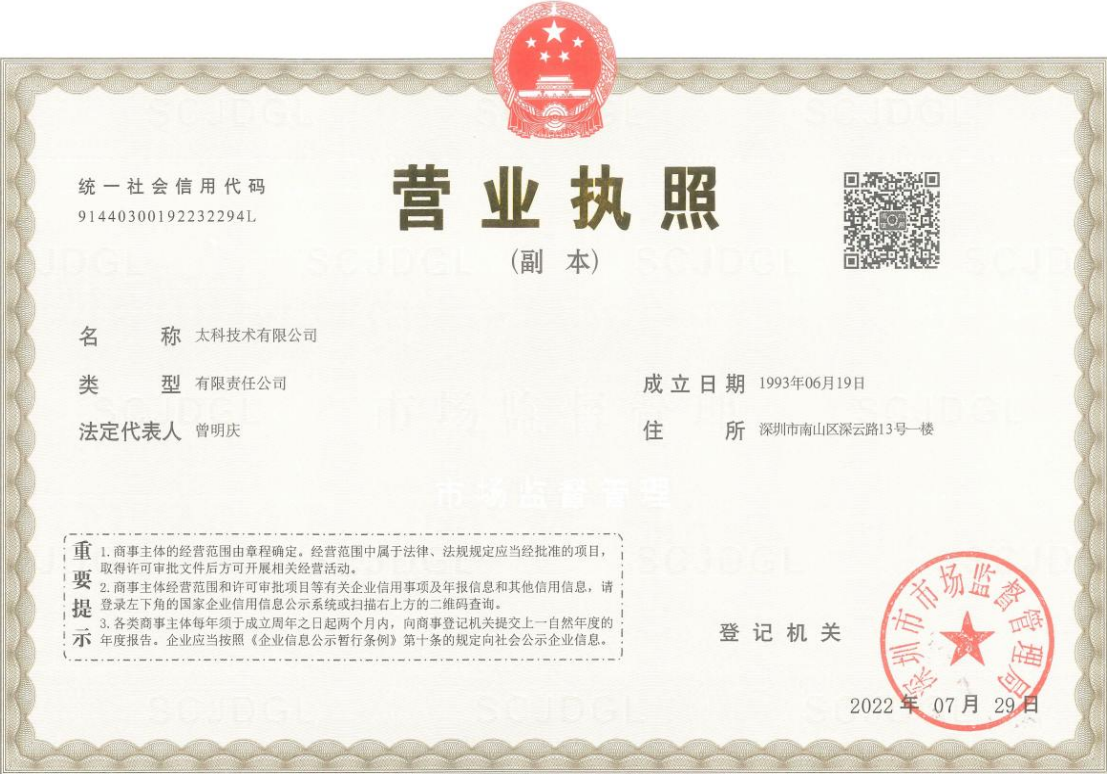 统一社会信用代码
91440300192232294L
营业执照
(副 本)
名 称 太科技术有限公司
类 型 有限责任公司
成立日期 1993年06月19日
法定代表人 曾明庆
住 所 深圳市南山区深云路13号一楼
市场监督管理
重要提示
1. 商事主体的经营范围由章程确定。经营范围中属于法律、法规规定应当经批准的项目，
取得许可审批文件后方可开展相关经营活动。
2. 商事主体经营范围和许可审批项目等有关企业信用事项及年报信息和其他信用信息，请
登录左下角的国家企业信用信息公示系统或扫描右上方的二维码查询。
3. 各类商事主体每年须于成立周年之日起两个月内，向商事登记机关提交上一自然年度的
年度报告。企业应当按照《企业信息公示暂行条例》第十条的规定向社会公示企业信息。
登记机关
深圳市市场监督管理局
2022年07月29日
SCJDGL